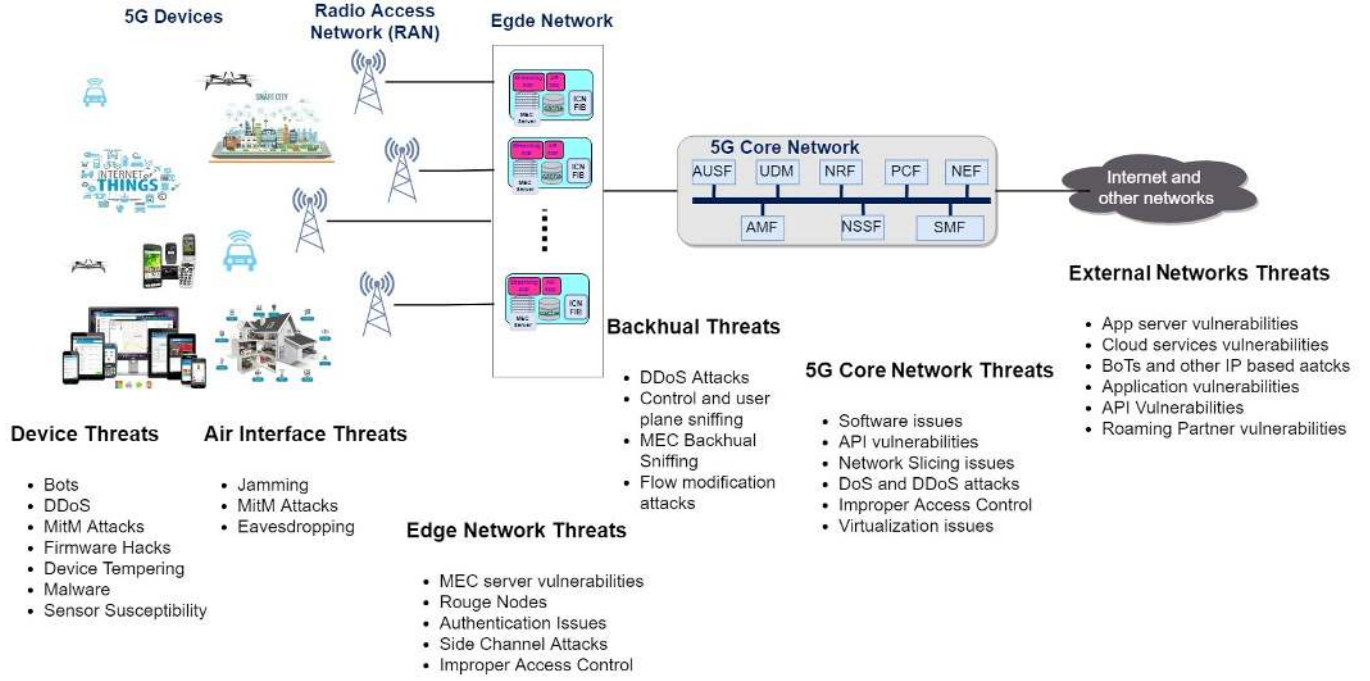 5G Devices
Radio Access
Network (RAN)
Egde Network
SMART CITY
INTERNET of
THINGS
ICN
FIB
MEC
Server
ICN
FIB
MEC
Server
ICN
FIB
MEC
Server
5G Core Network
AUSF
UDM
NRF
PCF
NEF
AMF
NSSF
SMF
Internet and
other networks
Device Threats
• Bots
• DDoS
• MitM Attacks
• Firmware Hacks
• Device Tempering
• Malware
• Sensor Susceptibility
Air Interface Threats
• Jamming
• MitM Attacks
• Eavesdropping
Edge Network Threats
• MEC server vulnerabilities
• Rouge Nodes
• Authentication Issues
• Side Channel Attacks
• Improper Access Control
Backhual Threats
• DDoS Attacks
• Control and user
plane sniffing
• MEC Backhual
Sniffing
• Flow modification
attacks
5G Core Network Threats
• Software issues
• API vulnerabilities
• Network Slicing issues
• DoS and DDoS attacks
• Improper Access Control
• Virtualization issues
External Networks Threats
• App server vulnerabilities
• Cloud services vulnerabilities
• BoTs and other IP based aatcks
• Application vulnerabilities
• API Vulnerabilities
• Roaming Partner vulnerabilities